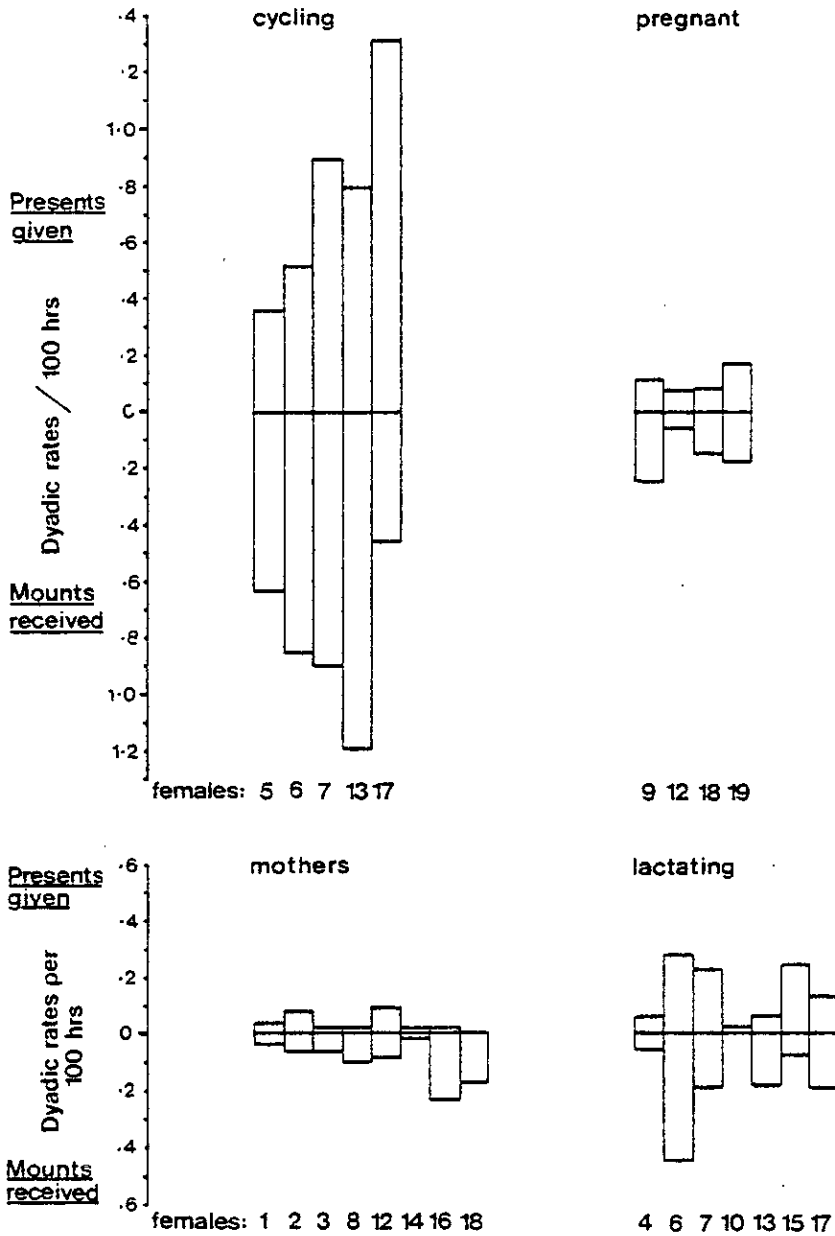 cycling
pregnant
·4
·2
1·0
·8
·6
·4
·2
C
·2
·4
·6
·8
1·0
1·2
Presents
given
Dyadic rates / 100 hrs
Mounts
received
females: 5 6 7 13 17
9 12 18 19
mothers
lactating
·6
·4
·2
0
·2
·4
·6
Presents
given
Dyadic rates per
100 hrs
Mounts
received
females: 1 2 3 8 12 14 16 18
4 6 7 10 13 15 17